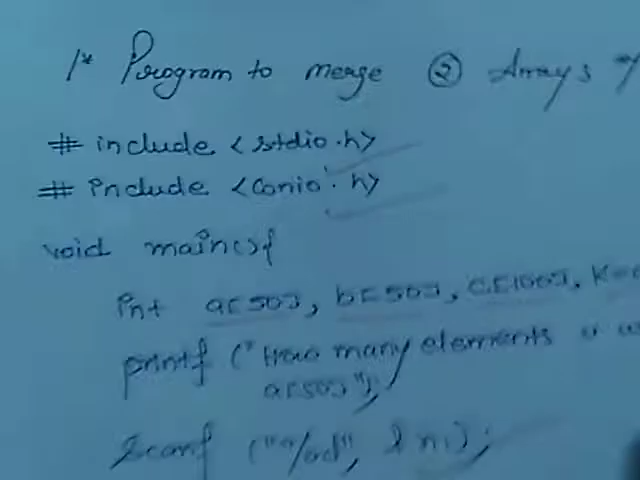 /* Program to merge ② Arrays */
# include <stdio.h>
# include <conio.h>
void main(){
int a[50], b[50], c[100], k=
printf ("How many elements
a[50]");
scanf ("%d", &n1);